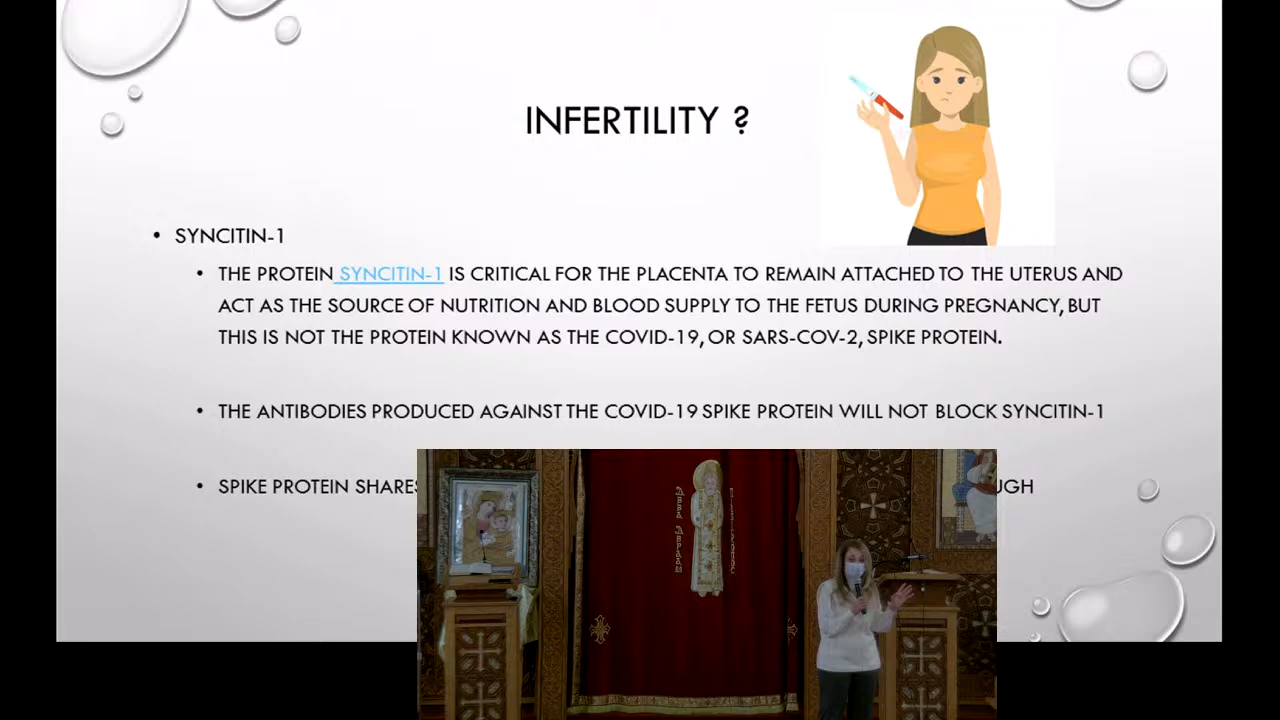 INFERTILITY ?
• SYNCITIN-1
• THE PROTEIN SYNCITIN-1 IS CRITICAL FOR THE PLACENTA TO REMAIN ATTACHED TO THE UTERUS AND
ACT AS THE SOURCE OF NUTRITION AND BLOOD SUPPLY TO THE FETUS DURING PREGNANCY, BUT
THIS IS NOT THE PROTEIN KNOWN AS THE COVID-19, OR SARS-COV-2, SPIKE PROTEIN.
• THE ANTIBODIES PRODUCED AGAINST THE COVID-19 SPIKE PROTEIN WILL NOT BLOCK SYNCITIN-1
• SPIKE PROTEIN SHARES